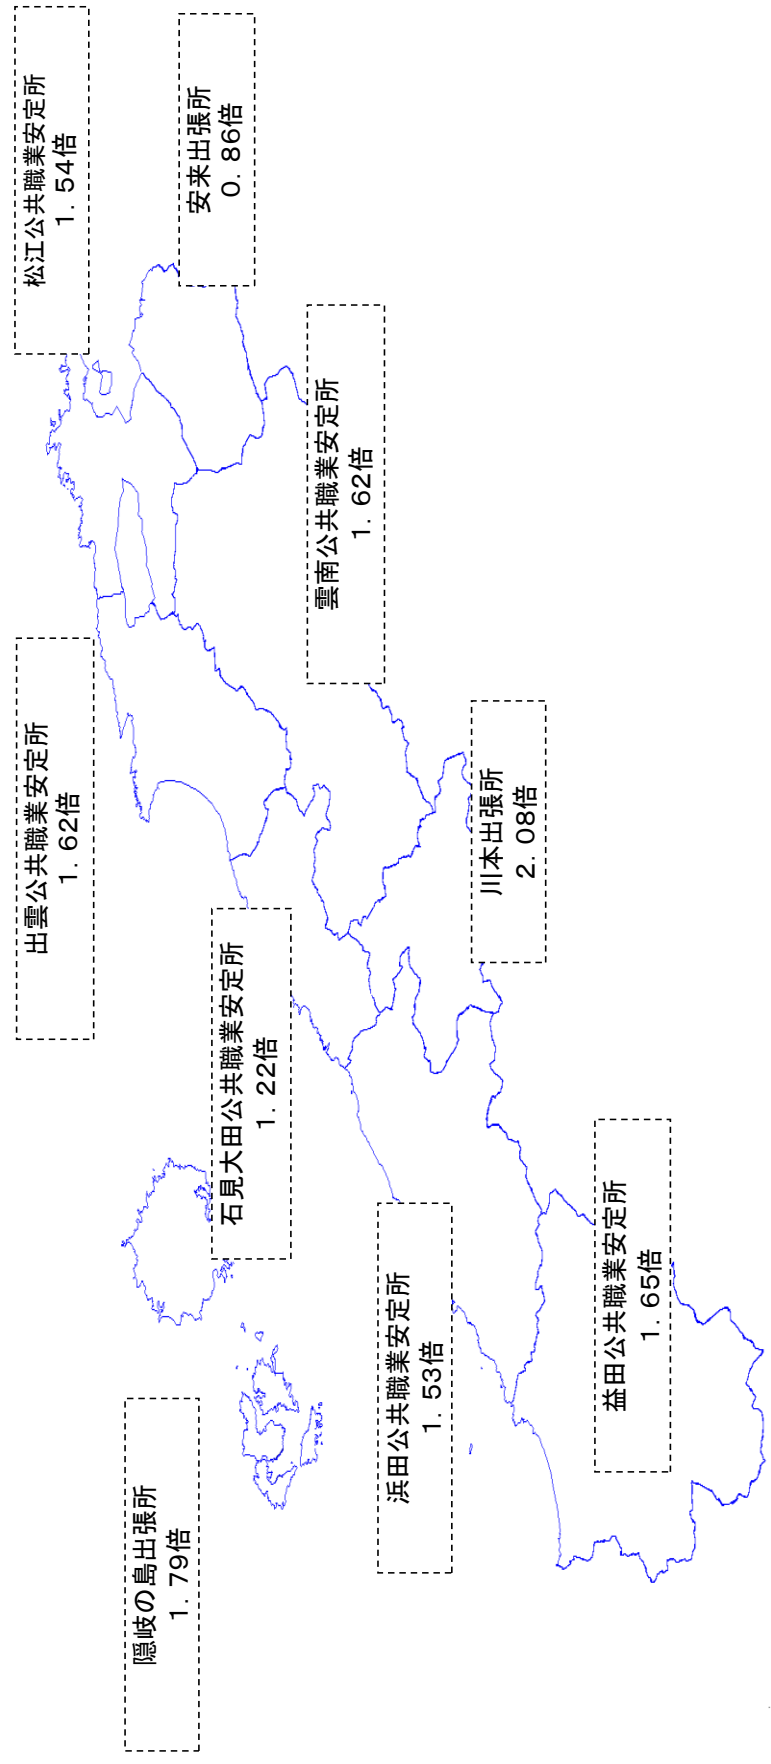 松江公共職業安定所
1．54倍
安来出張所
0．86倍
雲南公共職業安定所
1．62倍
出雲公共職業安定所
1．62倍
川本出張所
2．08倍
石見大田公共職業安定所
1．22倍
浜田公共職業安定所
1．53倍
益田公共職業安定所
1．65倍
隠岐の島出張所
1．79倍